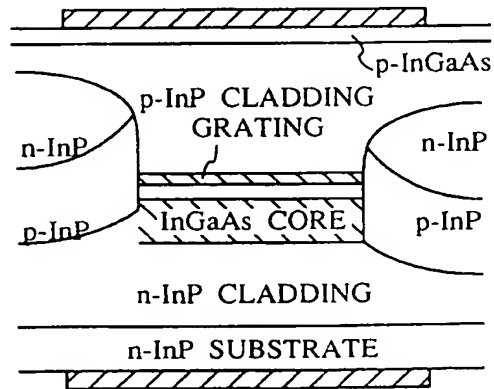 p-InGaAs
p-InP CLADDING
GRATING
n-InP
n-InP
InGaAs CORE
p-InP
p-InP
n-InP CLADDING
n-InP SUBSTRATE